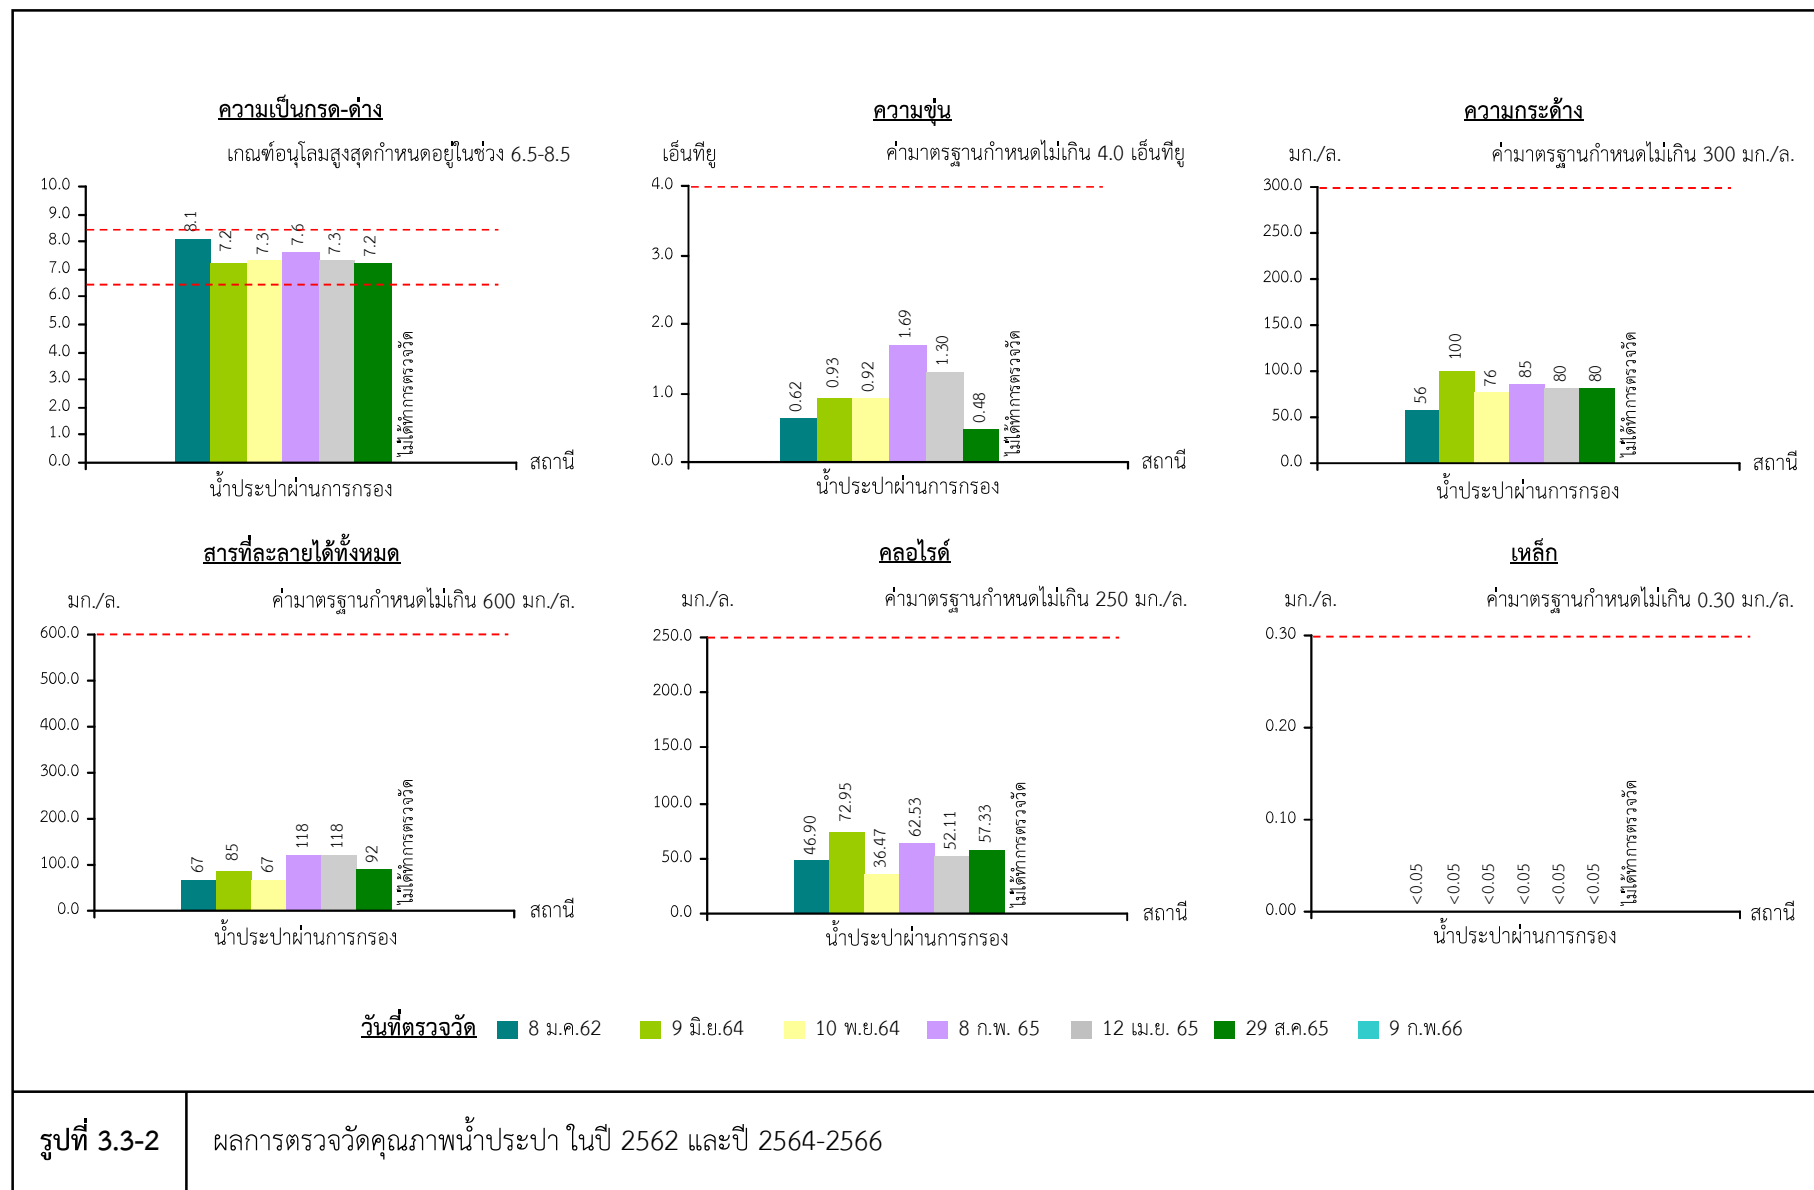 ความเป็นกรด-ด่าง
เกณฑ์อนุโลมสูงสุดกำหนดอยู่ในช่วง 6.5-8.5
10.0
9.0
8.0
7.0
6.0
5.0
4.0
3.0
2.0
1.0
0.0
8.1
7.2
7.3
7.6
7.3
7.2
ไม่ได้ทำการตรวจวัด
สถานี
น้ำประปาผ่านการกรอง
ความขุ่น
เอ็นทียู
ค่ามาตรฐานกำหนดไม่เกิน 4.0 เอ็นทียู
4.0
3.0
2.0
1.0
0.0
0.62
0.93
0.92
1.69
1.30
0.48
ไม่ได้ทำการตรวจวัด
สถานี
น้ำประปาผ่านการกรอง
ความกระด้าง
มก./ล.
ค่ามาตรฐานกำหนดไม่เกิน 300 มก./ล.
300.0
250.0
200.0
150.0
100.0
50.0
0.0
56
100
76
85
80
80
ไม่ได้ทำการตรวจวัด
สถานี
น้ำประปาผ่านการกรอง
สารที่ละลายได้ทั้งหมด
มก./ล.
ค่ามาตรฐานกำหนดไม่เกิน 600 มก./ล.
600.0
500.0
400.0
300.0
200.0
100.0
0.0
67
85
67
118
118
92
ไม่ได้ทำการตรวจวัด
สถานี
น้ำประปาผ่านการกรอง
คลอไรด์
มก./ล.
ค่ามาตรฐานกำหนดไม่เกิน 250 มก./ล.
250.0
200.0
150.0
100.0
50.0
0.0
46.90
72.95
36.47
62.53
52.11
57.33
ไม่ได้ทำการตรวจวัด
สถานี
น้ำประปาผ่านการกรอง
เหล็ก
มก./ล.
ค่ามาตรฐานกำหนดไม่เกิน 0.30 มก./ล.
0.30
0.20
0.10
0.00
<0.05
<0.05
<0.05
<0.05
<0.05
<0.05
ไม่ได้ทำการตรวจวัด
สถานี
น้ำประปาผ่านการกรอง
วันที่ตรวจวัด 8 ม.ค.62 9 มิ.ย.64 10 พ.ย.64 8 ก.พ. 65 12 เม.ย. 65 29 ส.ค.65 9 ก.พ.66
รูปที่ 3.3-2 ผลการตรวจวัดคุณภาพน้ำประปา ในปี 2562 และปี 2564-2566